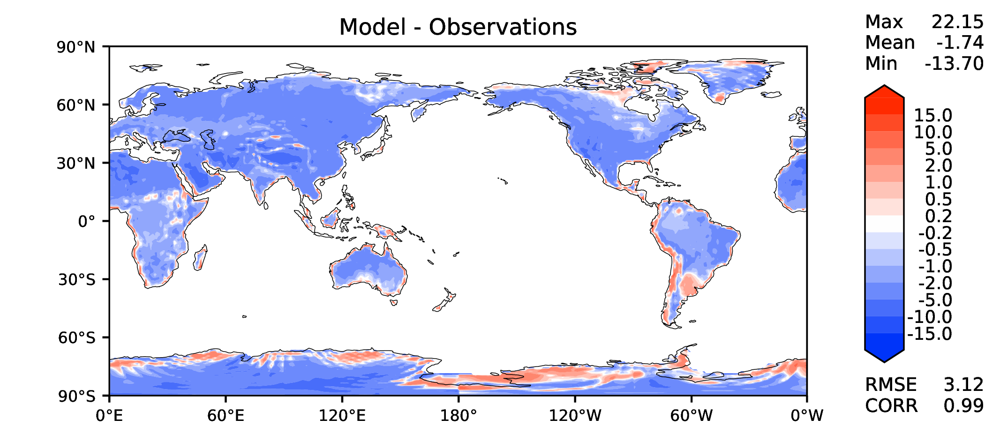 Model - Observations
Max 22.15
Mean -1.74
Min -13.70
90°N
60°N
30°N
0°
30°S
60°S
90°S
0°E 60°E 120°E 180° 120°W 60°W 0°W
15.0
10.0
5.0
2.0
1.0
0.5
0.2
-0.2
-0.5
-1.0
-2.0
-5.0
-10.0
-15.0
RMSE 3.12
CORR 0.99